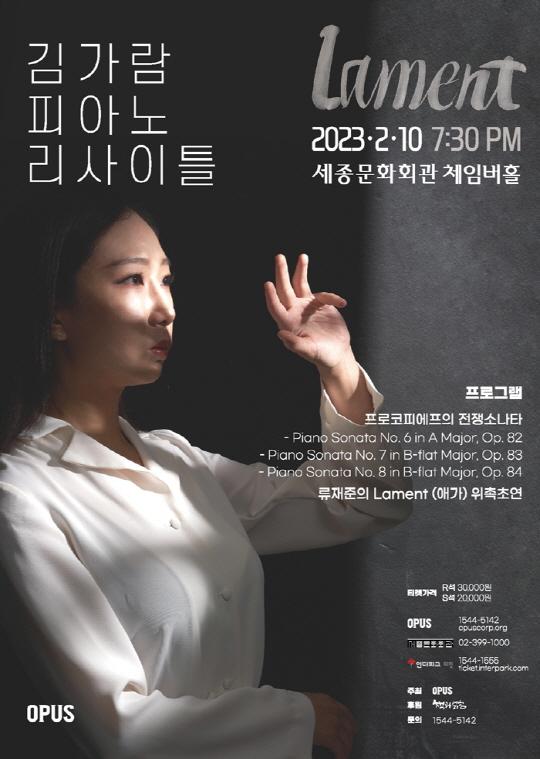 김가람
피아노
리사이틀
Lament
2023·2·10 7:30 PM
세종문화회관 체임버홀
프로그램
프로코피에프의 전쟁소나타
- Piano Sonata No. 6 in A Major, Op. 82
- Piano Sonata No. 7 in B-flat Major, Op. 83
- Piano Sonata No. 8 in B-flat Major, Op. 84
류재준의 Lament (애가) 위촉초연
티켓가격 R석 30,000원
S석 20,000원
OPUS 1544-5142
opuscorp.org
02-399-1000
인터파크 티켓 1544-1555
ticket.interpark.com
주최 OPUS
후원
문의 1544-5142
OPUS